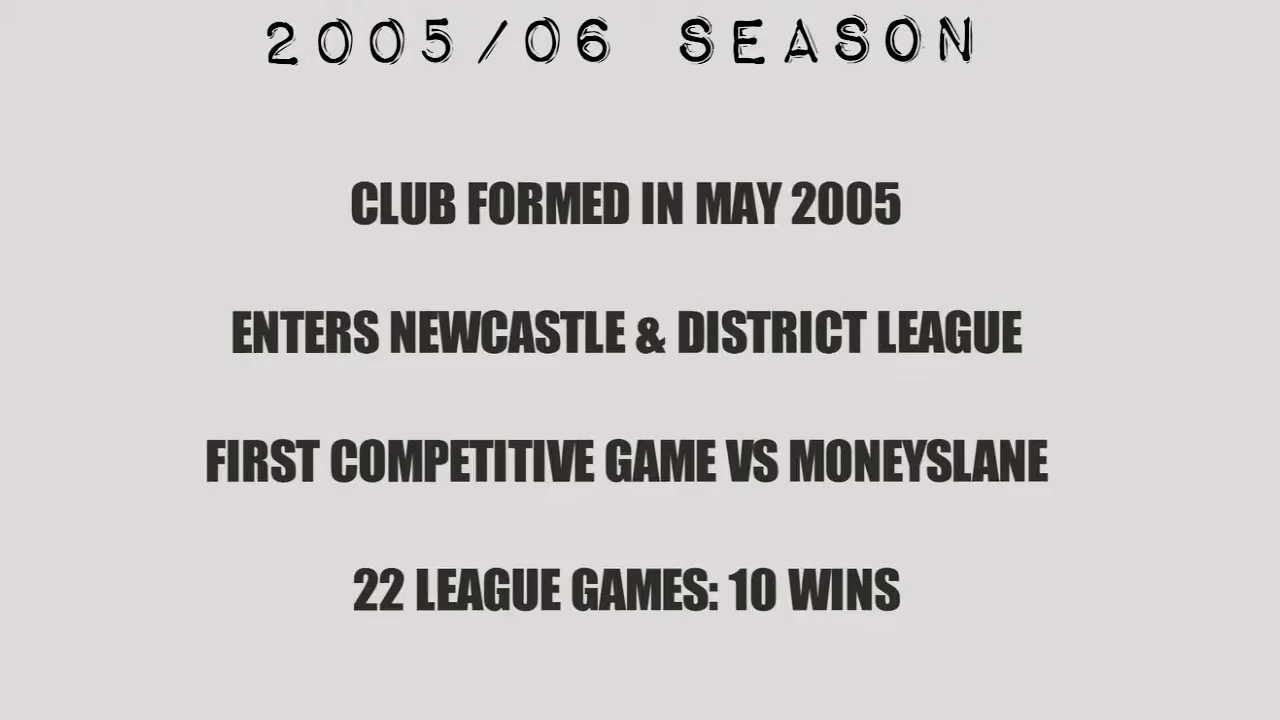 2005/06 SEASON
CLUB FORMED IN MAY 2005
ENTERS NEWCASTLE & DISTRICT LEAGUE
FIRST COMPETITIVE GAME VS MONEYSLANE
22 LEAGUE GAMES: 10 WINS